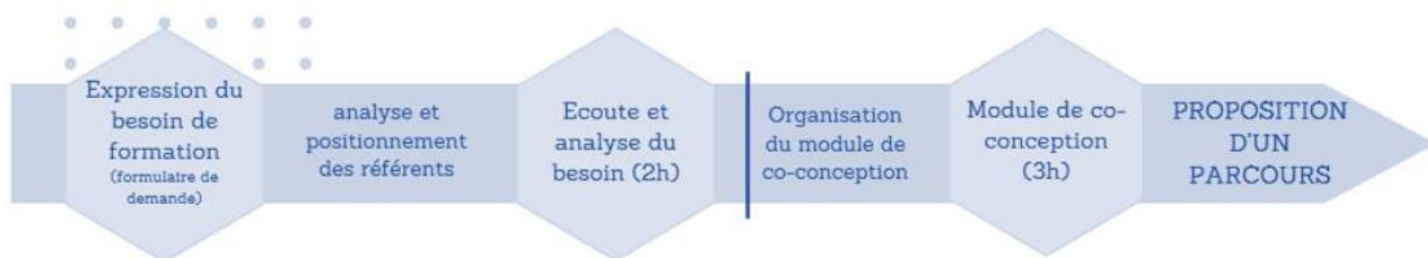 Expression du
besoin de
formation
(formulaire de
demande)
analyse et
positionnement
des référents
Ecoute et
analyse du
besoin (2h)
Organisation
du module de
co-conception
Module de co-
conception
(3h)
PROPOSITION
D'UN
PARCOURS